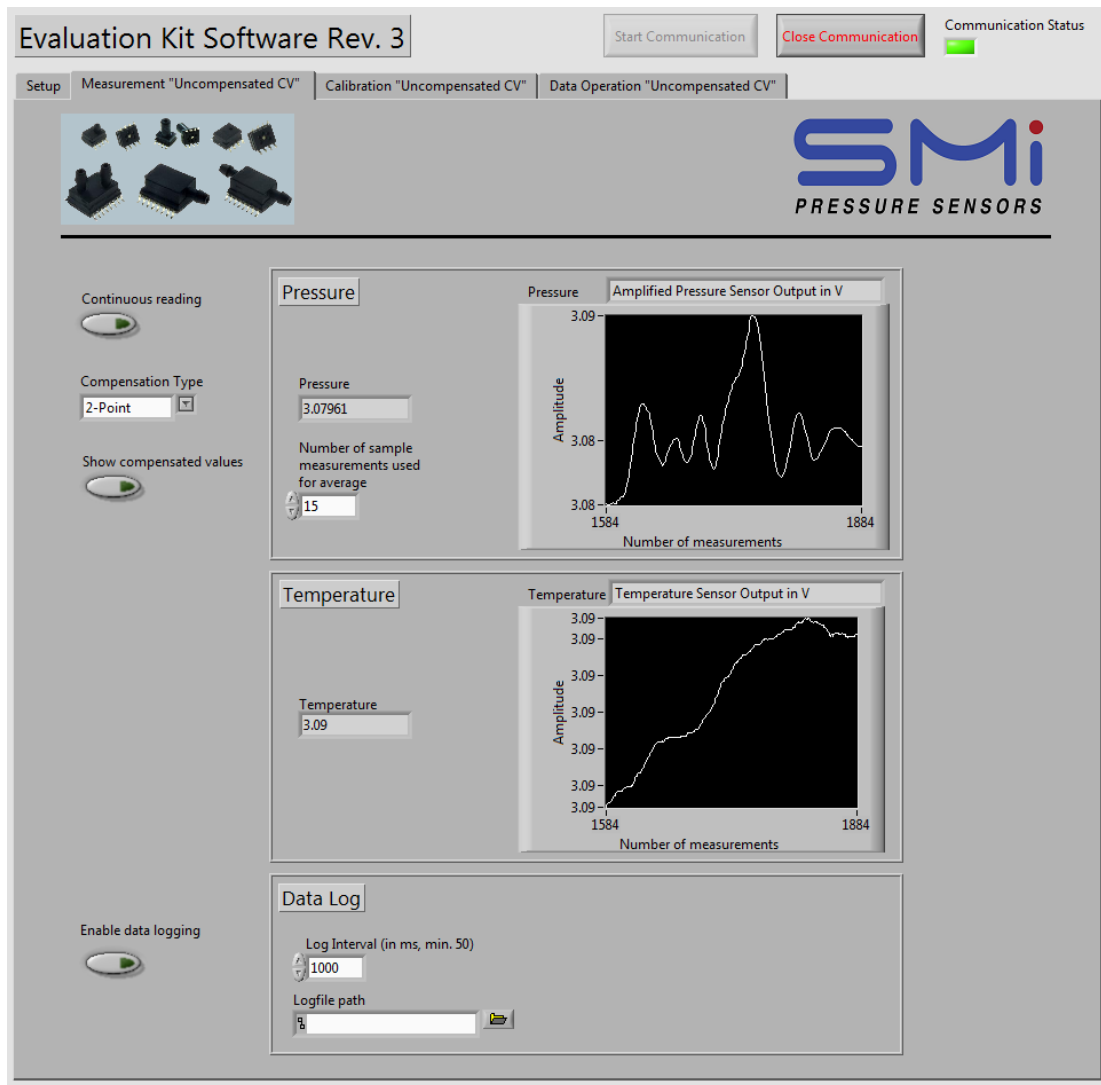 Evaluation Kit Software Rev. 3
Start Communication
Close Communication
Communication Status
Setup
Measurement "Uncompensated CV"
Calibration "Uncompensated CV"
Data Operation "Uncompensated CV"
SMi
PRESSURE SENSORS
Continuous reading
Compensation Type
2-Point
Show compensated values
Pressure
Pressure
3.07961
Number of sample
measurements used
for average
15
Pressure
Amplified Pressure Sensor Output in V
3.09
3.08
3.08
Amplitude
1584
1884
Number of measurements
Temperature
Temperature
3.09
Temperature
Temperature Sensor Output in V
3.09
3.09
3.09
3.09
3.09
3.09
3.09
Amplitude
1584
1884
Number of measurements
Enable data logging
Data Log
Log Interval (in ms, min. 50)
1000
Logfile path